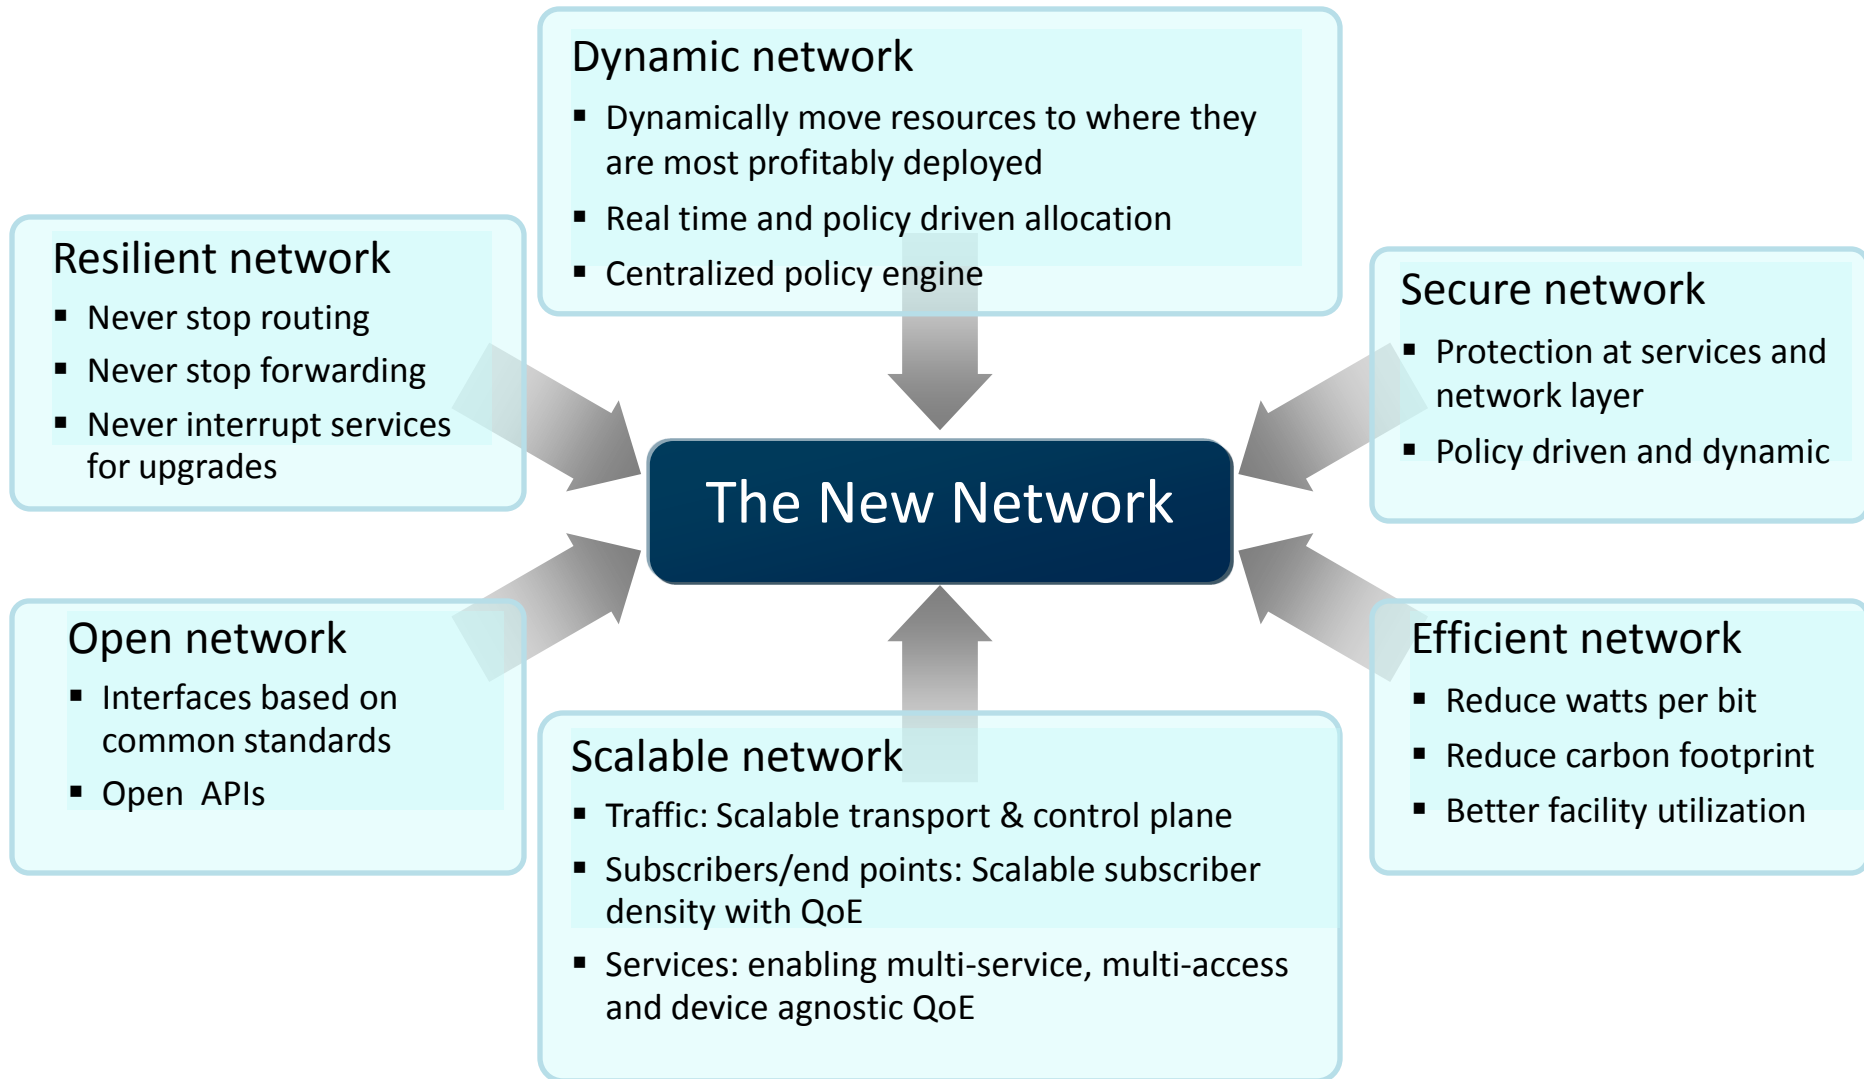 Dynamic network
▪ Dynamically move resources to where they
are most profitably deployed
▪ Real time and policy driven allocation
▪ Centralized policy engine
Resilient network
▪ Never stop routing
▪ Never stop forwarding
▪ Never interrupt services
for upgrades
Secure network
▪ Protection at services and
network layer
▪ Policy driven and dynamic
The New Network
Open network
▪ Interfaces based on
common standards
▪ Open APIs
Scalable network
▪ Traffic: Scalable transport & control plane
▪ Subscribers/end points: Scalable subscriber
density with QoE
▪ Services: enabling multi-service, multi-access
and device agnostic QoE
Efficient network
▪ Reduce watts per bit
▪ Reduce carbon footprint
▪ Better facility utilization